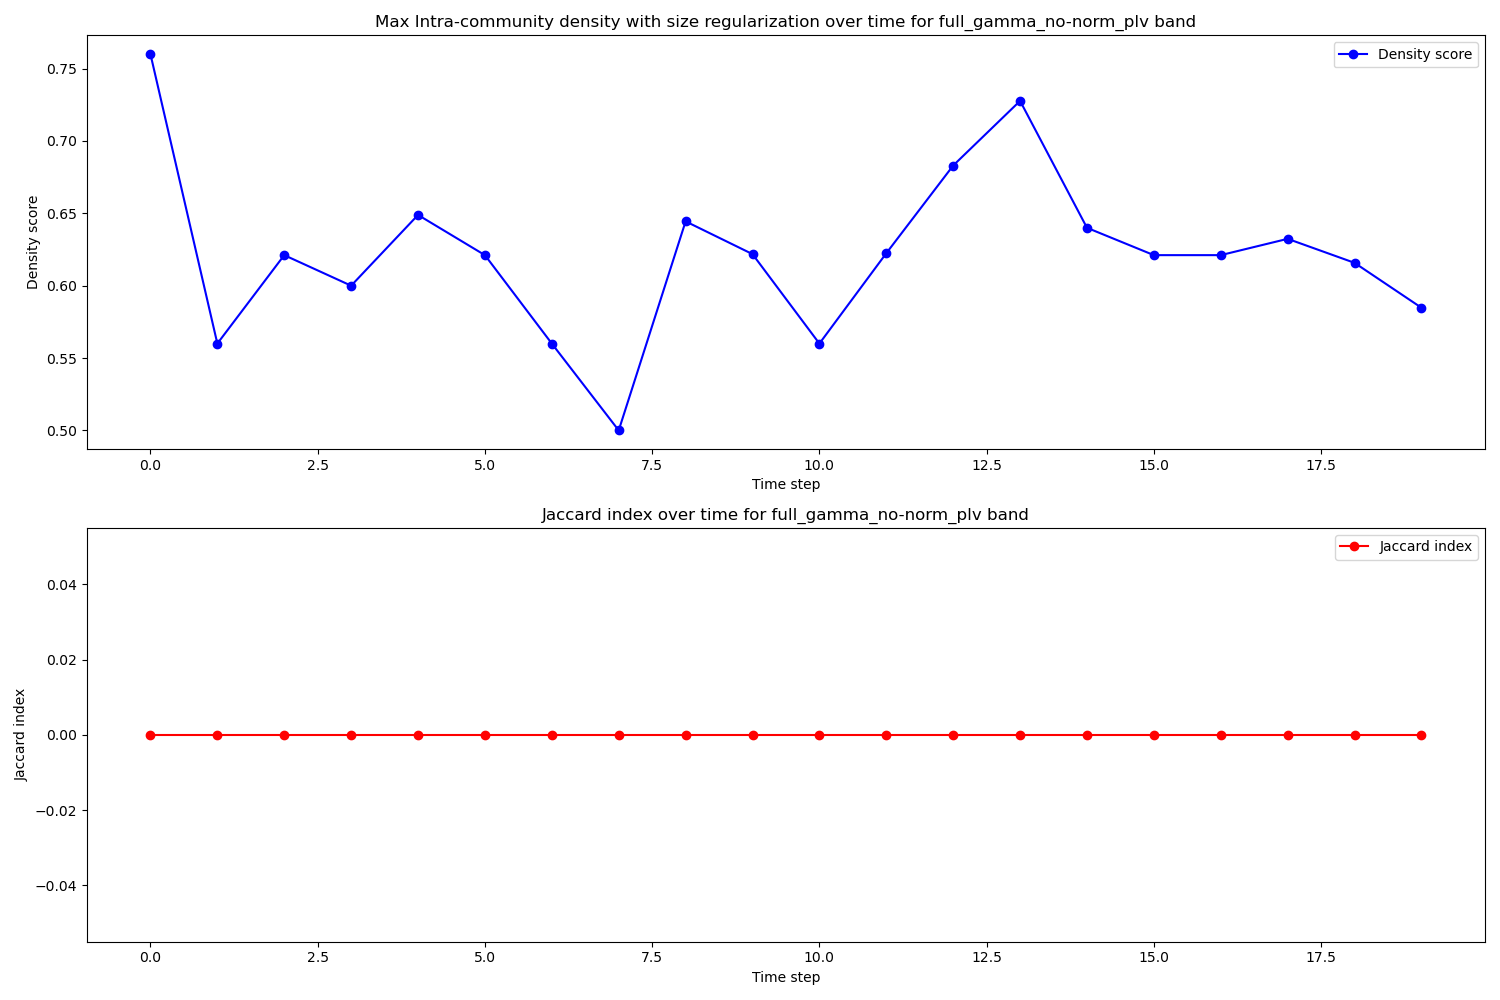 Max Intra-community density with size regularization over time for full_gamma_no-norm_plv band
Density score
0.75
0.70
0.65
0.60
0.55
0.50
Density score
0.0 2.5 5.0 7.5 10.0 12.5 15.0 17.5
Time step
Jaccard index over time for full_gamma_no-norm_plv band
Jaccard index
0.04
0.02
0.00
−0.02
−0.04
Jaccard index
0.0 2.5 5.0 7.5 10.0 12.5 15.0 17.5
Time step